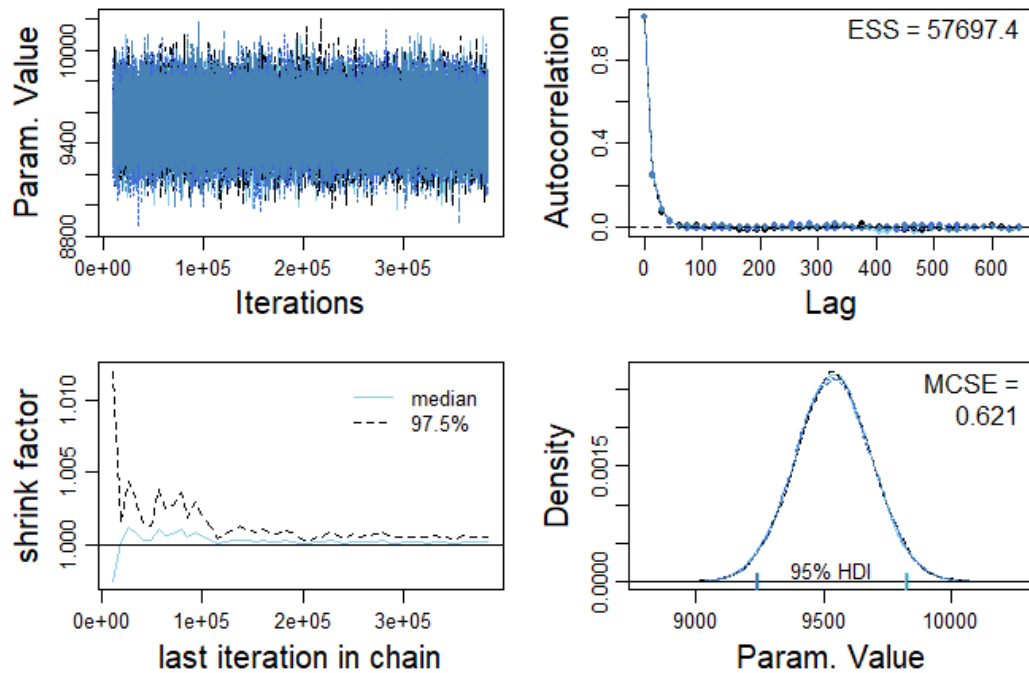 Param. Value
10000
9400
8800
0e+00 1e+05 2e+05 3e+05
Iterations
Autocorrelation
0.8
0.4
0.0
ESS = 57697.4
0 100 200 300 400 500 600
Lag
shrink factor
1.010
1.005
1.000
median
97.5%
0e+00 1e+05 2e+05 3e+05
last iteration in chain
Density
0.0015
0.0000
MCSE =
0.621
95% HDI
9000 9500 10000
Param. Value